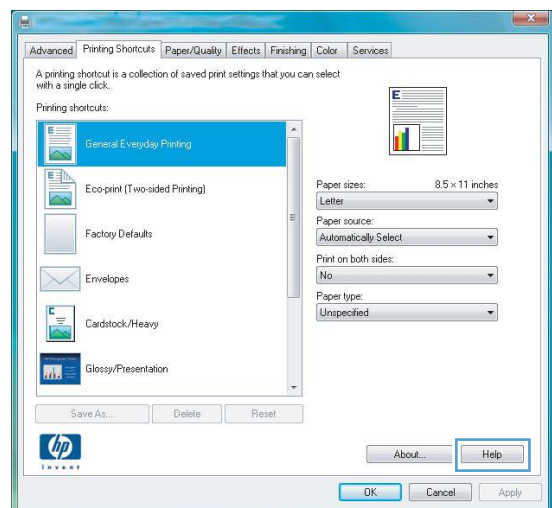 Advanced Printing Shortcuts Paper/Quality Effects Finishing Color Services
A printing shortcut is a collection of saved print settings that you can select
with a single click.
Printing shortcuts:
General Everyday Printing
Eco-print (Two-sided Printing)
Factory Defaults
Envelopes
Cardstock/Heavy
Glossy/Presentation
Save As... Delete Reset
E
Paper sizes: 8.5 × 11 inches
Letter
Paper source:
Automatically Select
Print on both sides:
No
Paper type:
Unspecified
hp
invent
About... Help
OK Cancel Apply